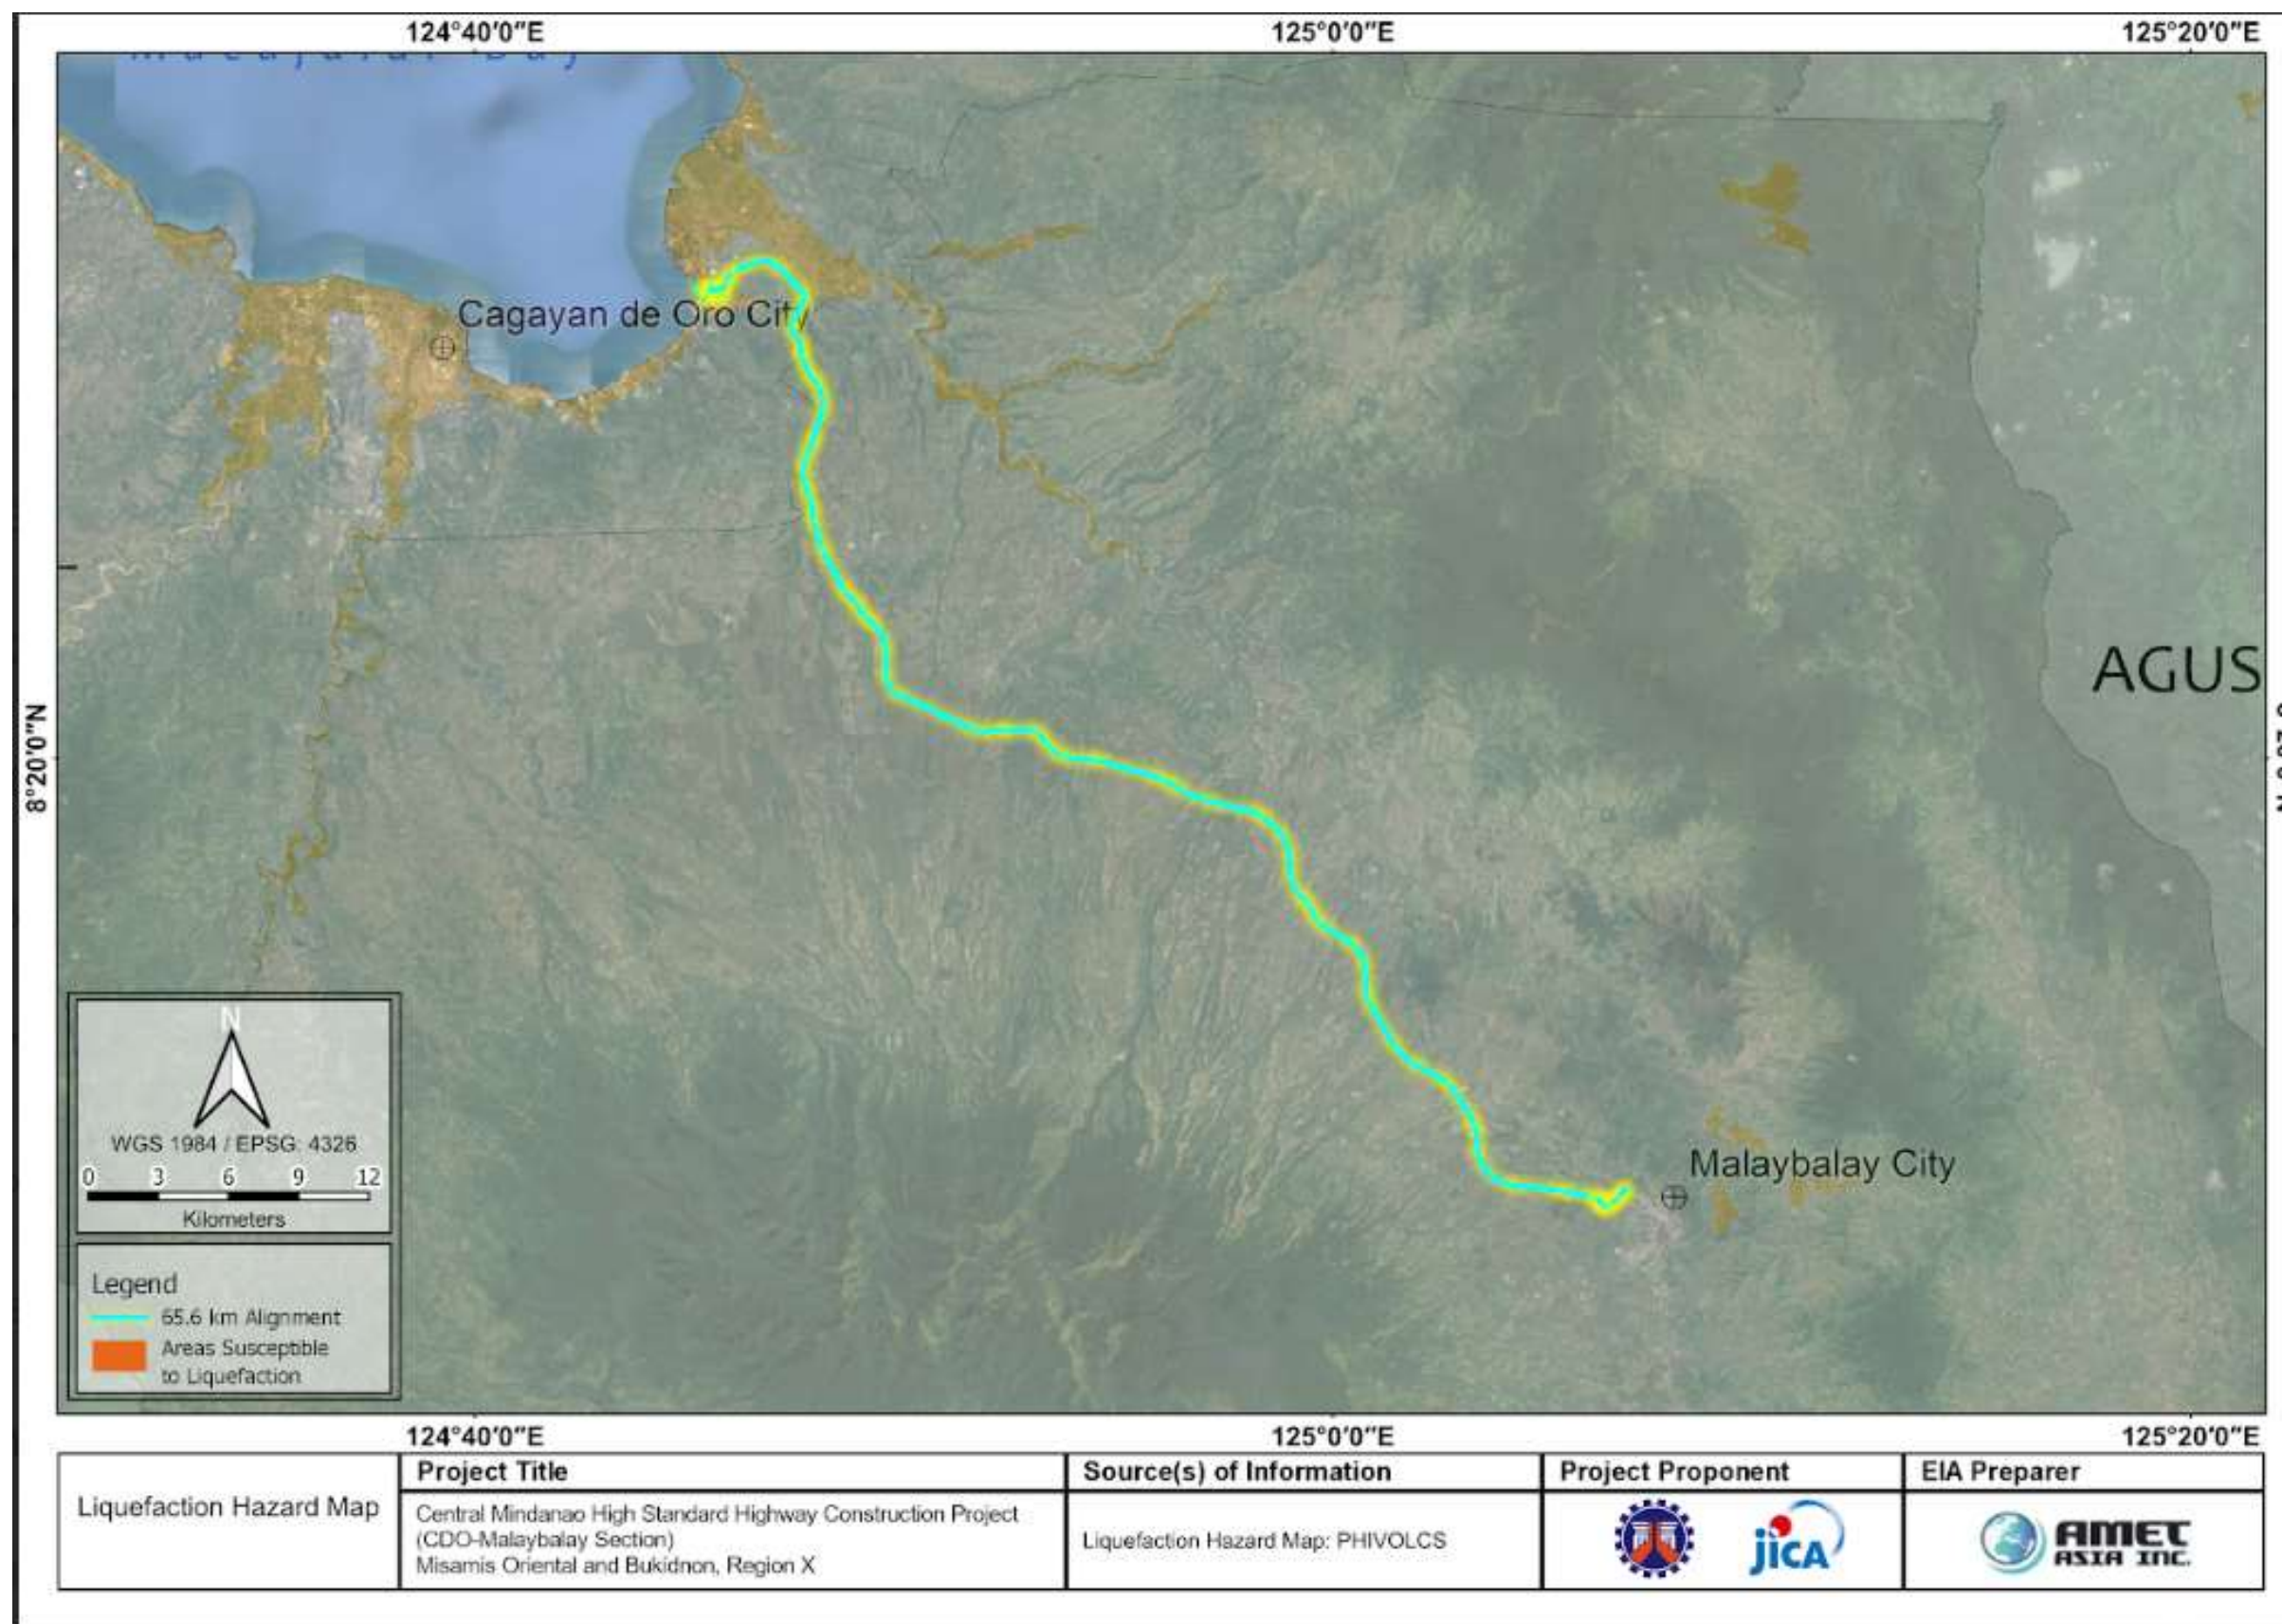 124°40'0"E 125°0'0"E 125°20'0"E
Cagayan de Oro City
AGUS
8°20'0"N
Malaybalay City
N
WGS 1984 / EPSG: 4326
0 3 6 9 12
Kilometers
Legend
65.6 km Alignment
Areas Susceptible
to Liquefaction
124°40'0"E 125°0'0"E 125°20'0"E
Liquefaction Hazard Map
Project Title
Central Mindanao High Standard Highway Construction Project
(CDO-Malaybalay Section)
Misamis Oriental and Bukidnon, Region X
Source(s) of Information
Liquefaction Hazard Map: PHIVOLCS
Project Proponent
jICA
EIA Preparer
AMET
ASIA INC.